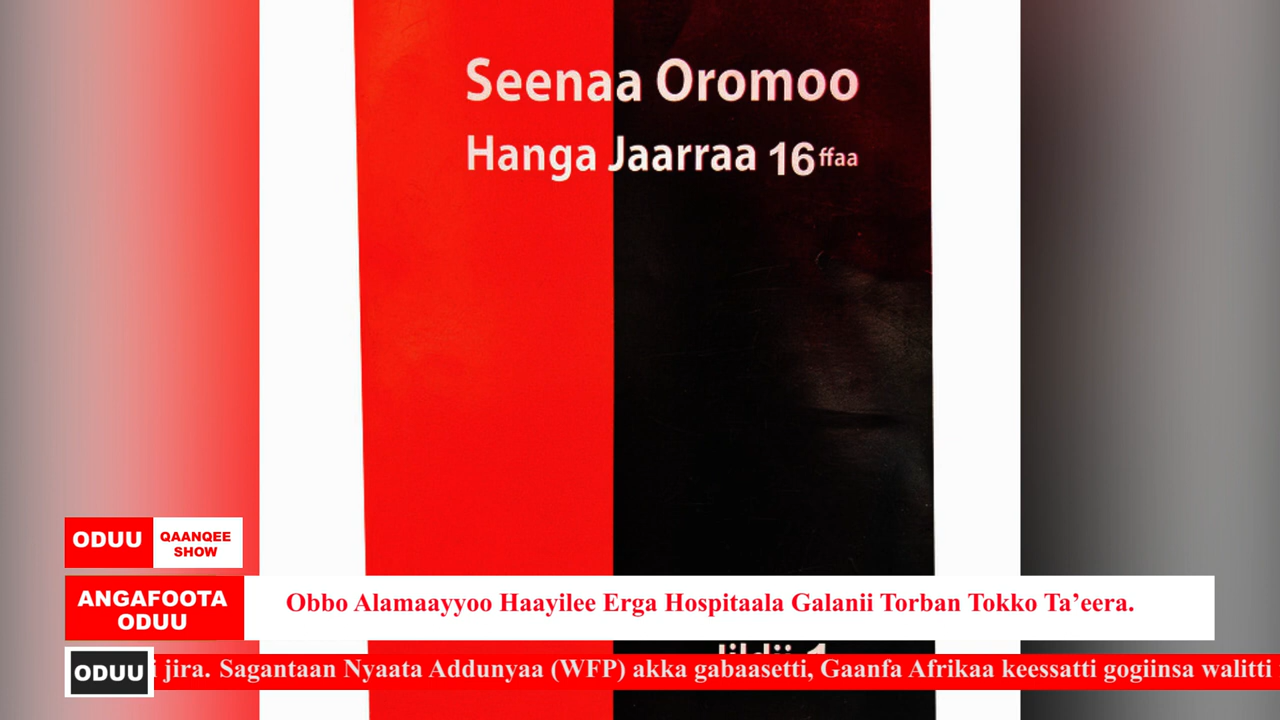 Seenaa Oromoo
Hanga Jaarraa 16ffaa
ODUU
QAANQEE
SHOW
ANGAFOOTA
ODUU
Obbo Alamaayyoo Haayilee Erga Hospitaala Galanii Torban Tokko Ta’eera.
ODUU
jira. Sagantaan Nyaata Addunyaa (WFP) akka gabaasetti, Gaanfa Afrikaa keessatti gogiinsa walitti